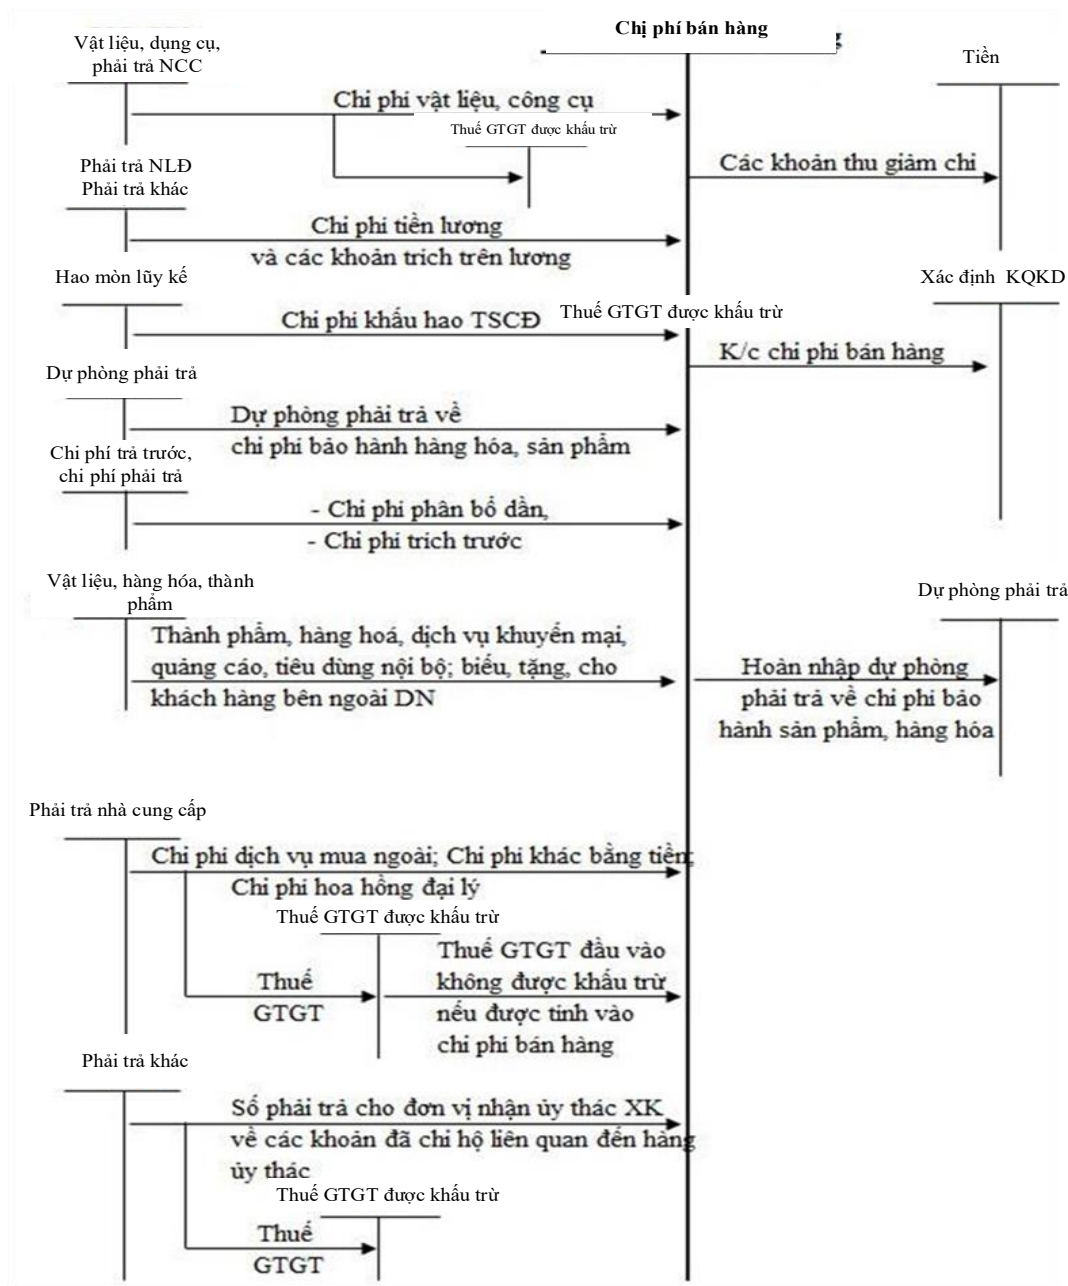 Chị phí bán hàng
Vật liệu, dụng cụ,
phải trả NCC
Tiền
Chi phí vật liệu, công cụ
Thuế GTGT được khấu trừ
Phải trả NLĐ
Phải trả khác
Các khoản thu giảm chi
Chi phí tiền lương
và các khoản trích trên lương
Hao mòn lũy kế
Xác định KQKD
Chi phí khấu hao TSCĐ
Thuế GTGT được khấu trừ
K/c chi phí bán hàng
Dự phòng phải trả
Dự phòng phải trả về
chi phí bảo hành hàng hóa, sản phẩm
Chi phí trả trước,
chi phí phải trả
- Chi phí phân bổ dần,
- Chi phí trích trước
Vật liệu, hàng hóa, thành
phẩm
Dự phòng phải trả
Thành phẩm, hàng hoá, dịch vụ khuyến mại,
quảng cáo, tiêu dùng nội bộ; biếu, tặng, cho
khách hàng bên ngoài DN
Hoàn nhập dự phòng
phải trả về chi phí bảo
hành sản phẩm, hàng hóa
Phải trả nhà cung cấp
Chi phí dịch vụ mua ngoài; Chi phí khác bằng tiền;
Chi phí hoa hồng đại lý
Thuế GTGT được khấu trừ
Thuế
GTGT
Thuế GTGT đầu vào
không được khấu trừ
nếu được tính vào
chi phí bán hàng
Phải trả khác
Số phải trả cho đơn vị nhận ủy thác XK
về các khoản đã chi hộ liên quan đến hàng
ủy thác
Thuế GTGT được khấu trừ
Thuế
GTGT